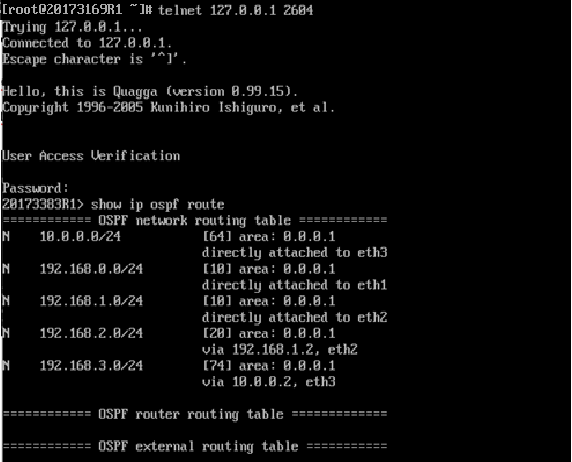 [root@20173169R1 ~]# telnet 127.0.0.1 2604
Trying 127.0.0.1...
Connected to 127.0.0.1.
Escape character is '^]'.
Hello, this is Quagga (version 0.99.15).
Copyright 1996-2005 Kunihiro Ishiguro, et al.
User Access Verification
Password:
20173383R1> show ip ospf route
============ OSPF network routing table ============
N    10.0.0.0/24           [64] area: 0.0.0.1
                           directly attached to eth3
N    192.168.0.0/24        [10] area: 0.0.0.1
                           directly attached to eth1
N    192.168.1.0/24        [10] area: 0.0.0.1
                           directly attached to eth2
N    192.168.2.0/24        [20] area: 0.0.0.1
                           via 192.168.1.2, eth2
N    192.168.3.0/24        [74] area: 0.0.0.1
                           via 10.0.0.2, eth3
============ OSPF router routing table =============
============ OSPF external routing table ===========